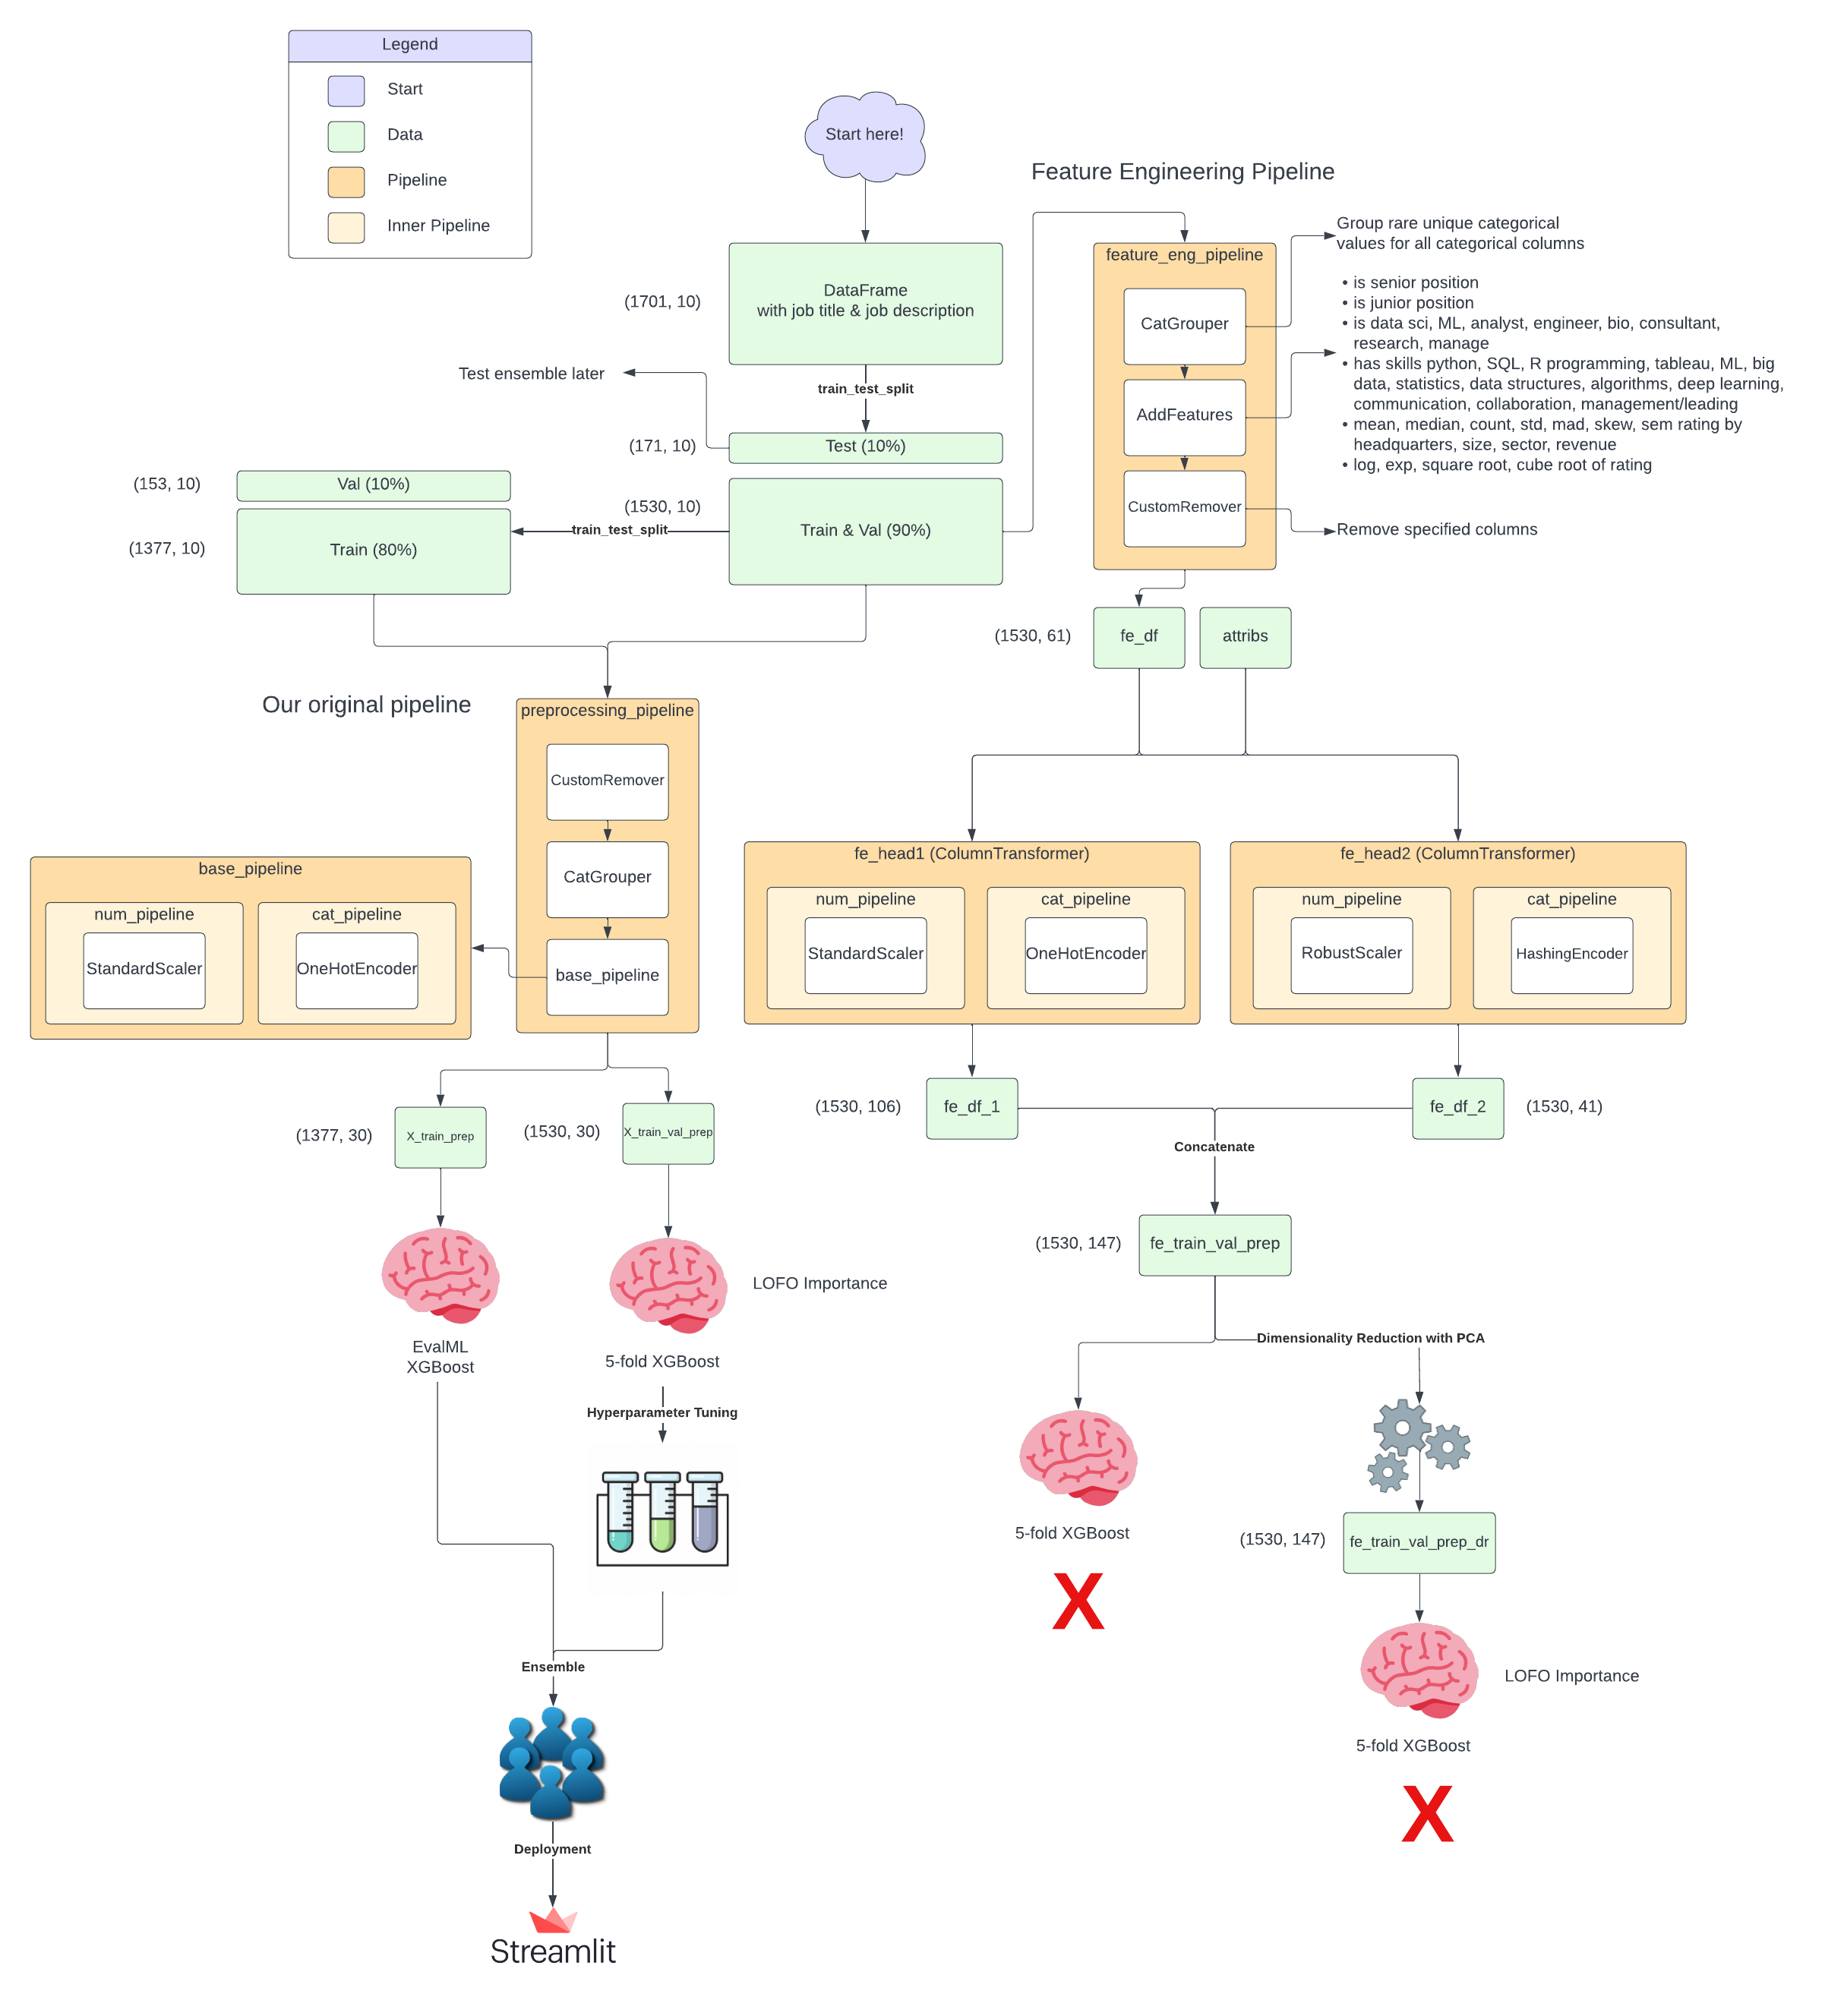 Legend
Start
Data
Pipeline
Inner Pipeline
Start here!
Feature Engineering Pipeline
(1701, 10)
DataFrame
with job title & job description
train_test_split
Test ensemble later
(171, 10)
Test (10%)
(153, 10)
Val (10%)
(1530, 10)
Train & Val (90%)
train_test_split
(1377, 10)
Train (80%)
feature_eng_pipeline
CatGrouper
AddFeatures
CustomRemover
Group rare unique categorical
values for all categorical columns
• is senior position
• is junior position
• is data sci, ML, analyst, engineer, bio, consultant,
research, manage
• has skills python, SQL, R programming, tableau, ML, big
data, statistics, data structures, algorithms, deep learning,
communication, collaboration, management/leading
• mean, median, count, std, mad, skew, sem rating by
headquarters, size, sector, revenue
• log, exp, square root, cube root of rating
Remove specified columns
(1530, 61)
fe_df
attribs
Our original pipeline
preprocessing_pipeline
CustomRemover
CatGrouper
base_pipeline
base_pipeline
num_pipeline
StandardScaler
cat_pipeline
OneHotEncoder
fe_head1 (ColumnTransformer)
num_pipeline
StandardScaler
cat_pipeline
OneHotEncoder
fe_head2 (ColumnTransformer)
num_pipeline
RobustScaler
cat_pipeline
HashingEncoder
(1377, 30)
X_train_prep
(1530, 30)
X_train_val_prep
(1530, 106)
fe_df_1
fe_df_2
(1530, 41)
Concatenate
(1530, 147)
fe_train_val_prep
EvalML
XGBoost
LOFO Importance
5-fold XGBoost
Hyperparameter Tuning
Dimensionality Reduction with PCA
5-fold XGBoost
X
(1530, 147)
fe_train_val_prep_dr
LOFO Importance
5-fold XGBoost
X
Ensemble
Deployment
Streamlit